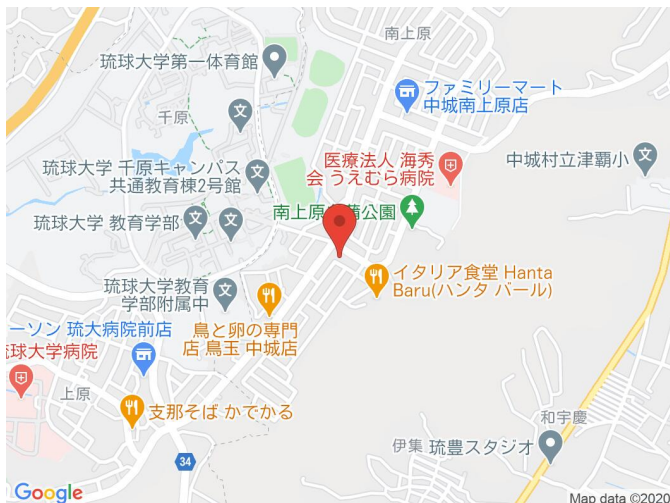 南上原
琉球大学第一体育館
ファミリーマート
中城南上原店
千原
医療法人 海秀
会 うえむら病院
中城村立津覇小
琉球大学 千原キャンパス
共通教育棟2号館
南上原
蒲公園
琉球大学 教育学部
イタリア食堂 Hanta
Baru(ハンタ バール)
琉球大学教育
学部附属中
鳥と卵の専門
店 鳥玉 中城店
ーソン 琉大病院前店
琉球大学病院
上原
支那そば かでかる
和宇慶
伊集
琉豊スタジオ
34
Google
Map data ©2020